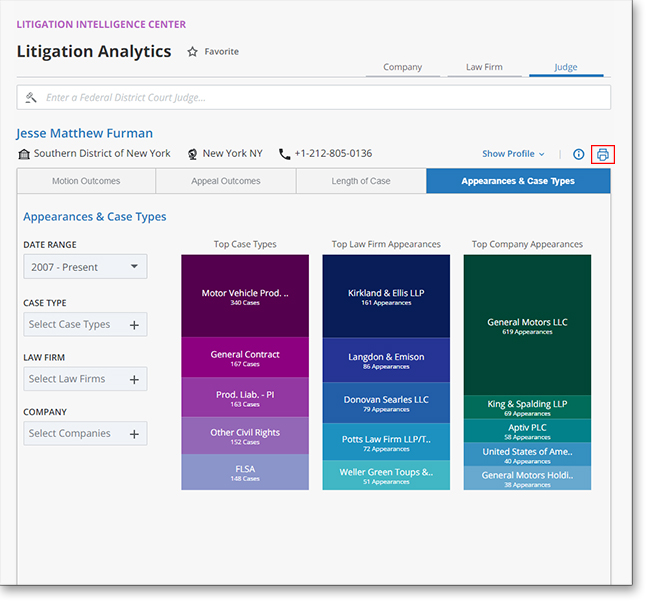 LITIGATION INTELLIGENCE CENTER
Litigation Analytics Favorite
Company Law Firm Judge
Enter a Federal District Court Judge...
Jesse Matthew Furman
Southern District of New York New York NY +1-212-805-0136 Show Profile
Motion Outcomes Appeal Outcomes Length of Case Appearances & Case Types
Appearances & Case Types
DATE RANGE
2007 - Present
CASE TYPE
Select Case Types +
LAW FIRM
Select Law Firms +
COMPANY
Select Companies +
Top Case Types
Motor Vehicle Prod. ..
340 Cases
General Contract
167 Cases
Prod. Liab. - PI
163 Cases
Other Civil Rights
152 Cases
FLSA
148 Cases
Top Law Firm Appearances
Kirkland & Ellis LLP
161 Appearances
Langdon & Emison
86 Appearances
Donovan Searles LLC
79 Appearances
Potts Law Firm LLP/T..
72 Appearances
Weller Green Toups &..
51 Appearances
Top Company Appearances
General Motors LLC
619 Appearances
King & Spalding LLP
69 Appearances
Aptiv PLC
58 Appearances
United States of Ame..
40 Appearances
General Motors Holdi..
38 Appearances